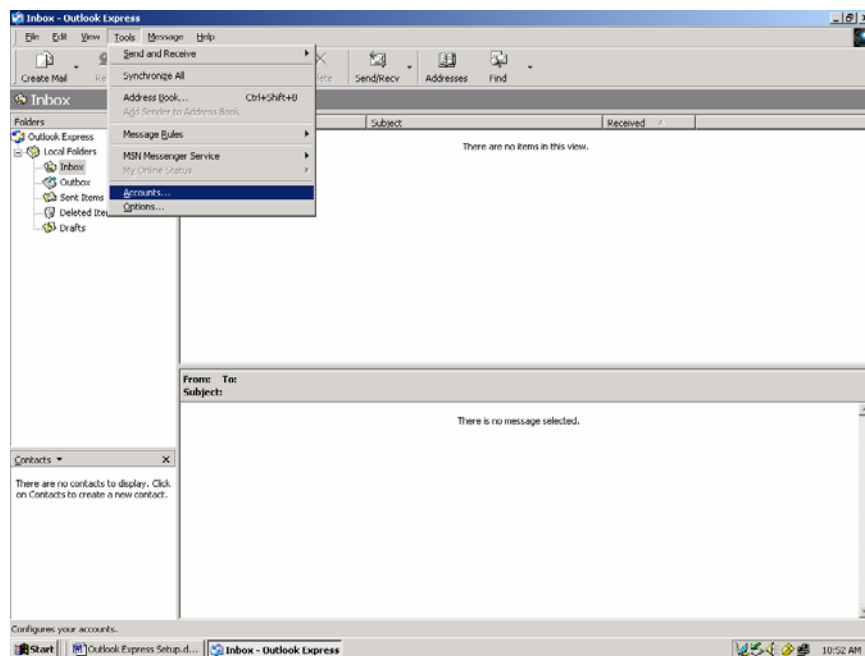 Inbox - Outlook Express
File Edit View Tools Message Help
Create Mail Send/Recv Addresses Find
Inbox
Send and Receive
Synchronize All
Address Book... Ctrl+Shift+B
Add Sender to Address Book
Message Rules
MSN Messenger Service
My Online Status
Accounts...
Options...
Folders
Outlook Express
Local Folders
Inbox
Outbox
Sent Items
Deleted Ite
Drafts
Subject Received
There are no items in this view.
From: To:
Subject:
There is no message selected.
Contacts
There are no contacts to display. Click
on Contacts to create a new contact.
Configures your accounts.
Start Outlook Express Setup.d... Inbox - Outlook Express 10:52 AM